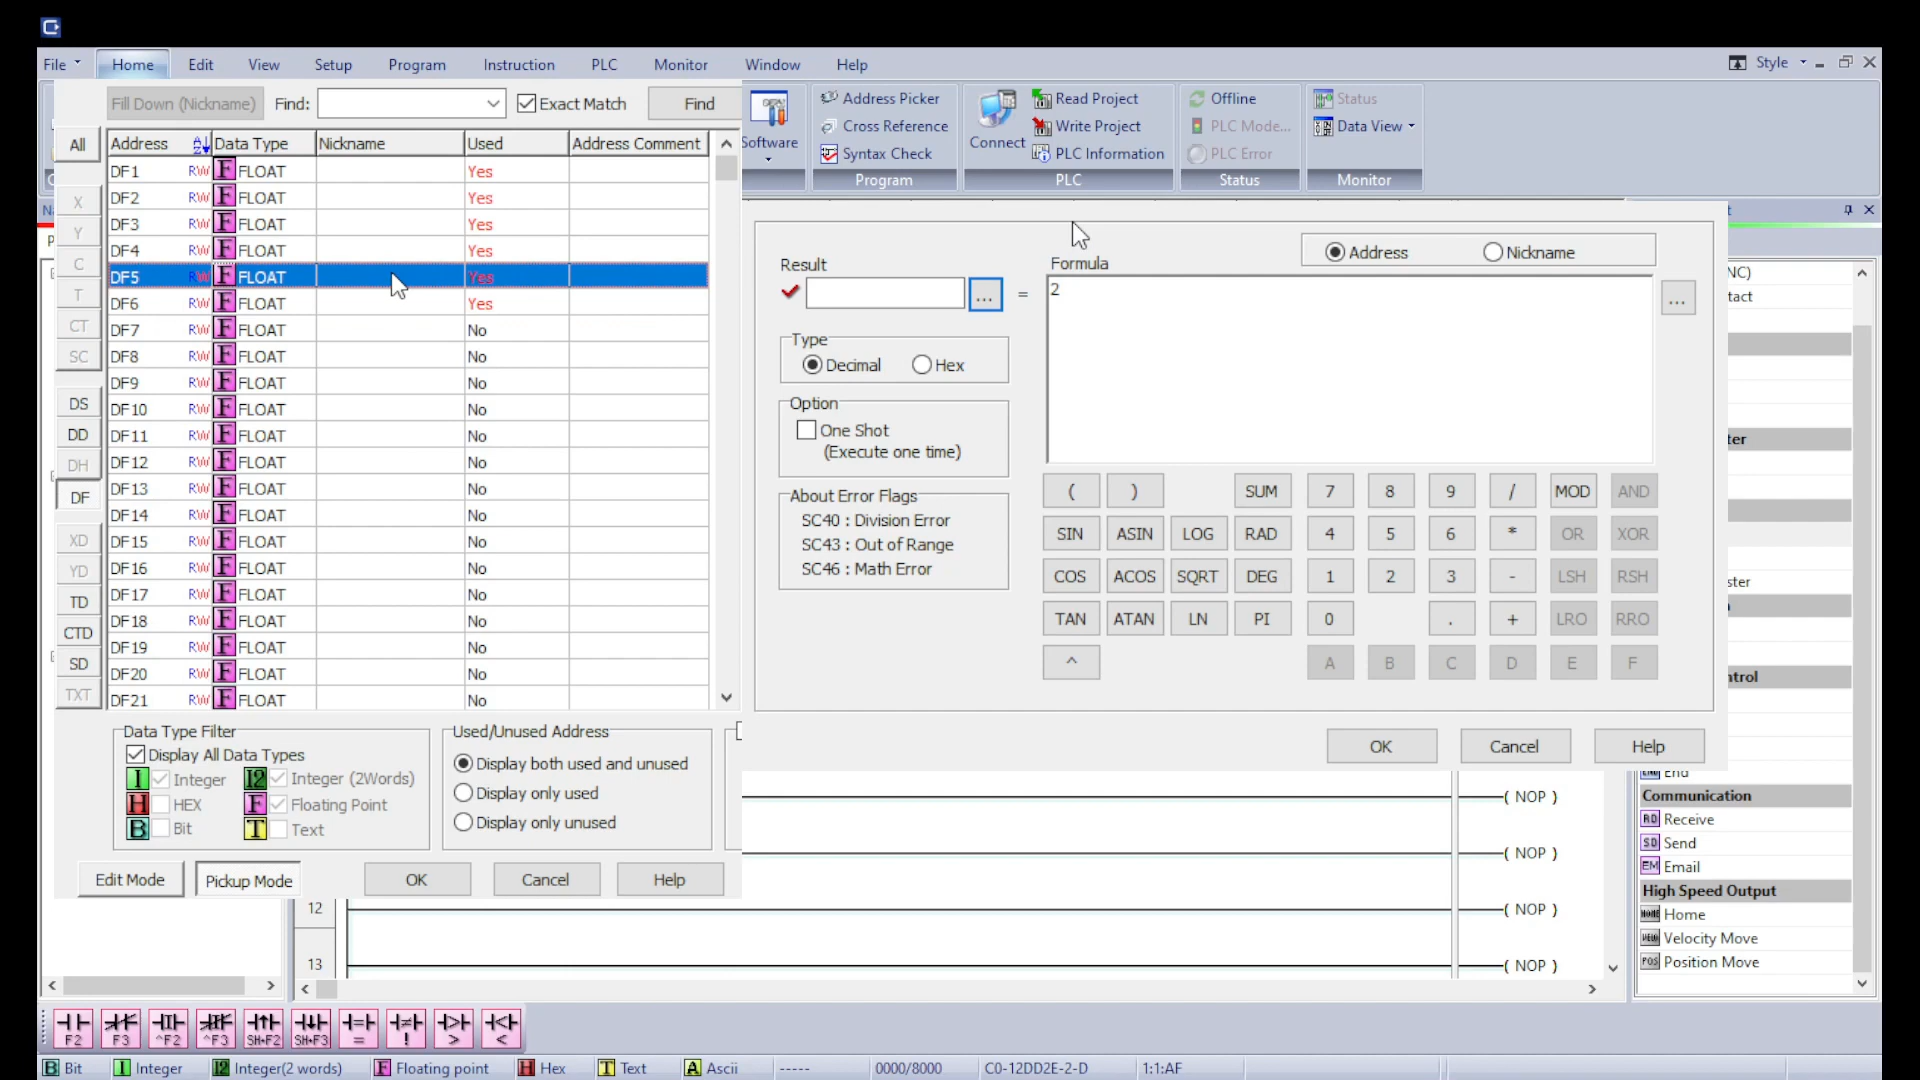 File Home Edit View Setup Program Instruction PLC Monitor Window Help Style
Fill Down (Nickname) Find: Exact Match Find
Software
Address Picker
Cross Reference
Syntax Check
Program
Connect
Read Project
Write Project
PLC Information
PLC
Offline
PLC Mode...
PLC Error
Status
Status
Data View
Monitor
Address Data Type Nickname Used Address Comment
DF1 RW F FLOAT Yes
DF2 RW F FLOAT Yes
DF3 RW F FLOAT Yes
DF4 RW F FLOAT Yes
DF5 RW F FLOAT Yes
DF6 RW F FLOAT Yes
DF7 RW F FLOAT No
DF8 RW F FLOAT No
DF9 RW F FLOAT No
DF10 RW F FLOAT No
DF11 RW F FLOAT No
DF12 RW F FLOAT No
DF13 RW F FLOAT No
DF14 RW F FLOAT No
DF15 RW F FLOAT No
DF16 RW F FLOAT No
DF17 RW F FLOAT No
DF18 RW F FLOAT No
DF19 RW F FLOAT No
DF20 RW F FLOAT No
DF21 RW F FLOAT No
All
X
Y
C
T
CT
SC
DS
DD
DH
DF
XD
YD
TD
CTD
SD
TXT
Data Type Filter
Display All Data Types
I Integer I2 Integer (2Words)
H HEX F Floating Point
B Bit T Text
Used/Unused Address
Display both used and unused
Display only used
Display only unused
Edit Mode Pickup Mode OK Cancel Help
Result
... =
Formula
Address Nickname
2
...
Type
Decimal Hex
Option
One Shot
(Execute one time)
About Error Flags
SC40 : Division Error
SC43 : Out of Range
SC46 : Math Error
( ) SUM 7 8 9 / MOD AND
SIN ASIN LOG RAD 4 5 6 * OR XOR
COS ACOS SQRT DEG 1 2 3 - LSH RSH
TAN ATAN LN PI 0 . + LRO RRO
^ A B C D E F
OK Cancel Help
NC)
tact
ter
ster
ntrol
End
Communication
RD Receive
SD Send
EM Email
High Speed Output
HOME Home
VELO Velocity Move
POS Position Move
( NOP )
( NOP )
12 ( NOP )
13 ( NOP )
F2 F3 ^F2 ^F3 SH+F2 SH+F3 = ! > <
B Bit I Integer I2 Integer(2 words) F Floating point H Hex T Text A Ascii ----- 0000/8000 C0-12DD2E-2-D 1:1:AF